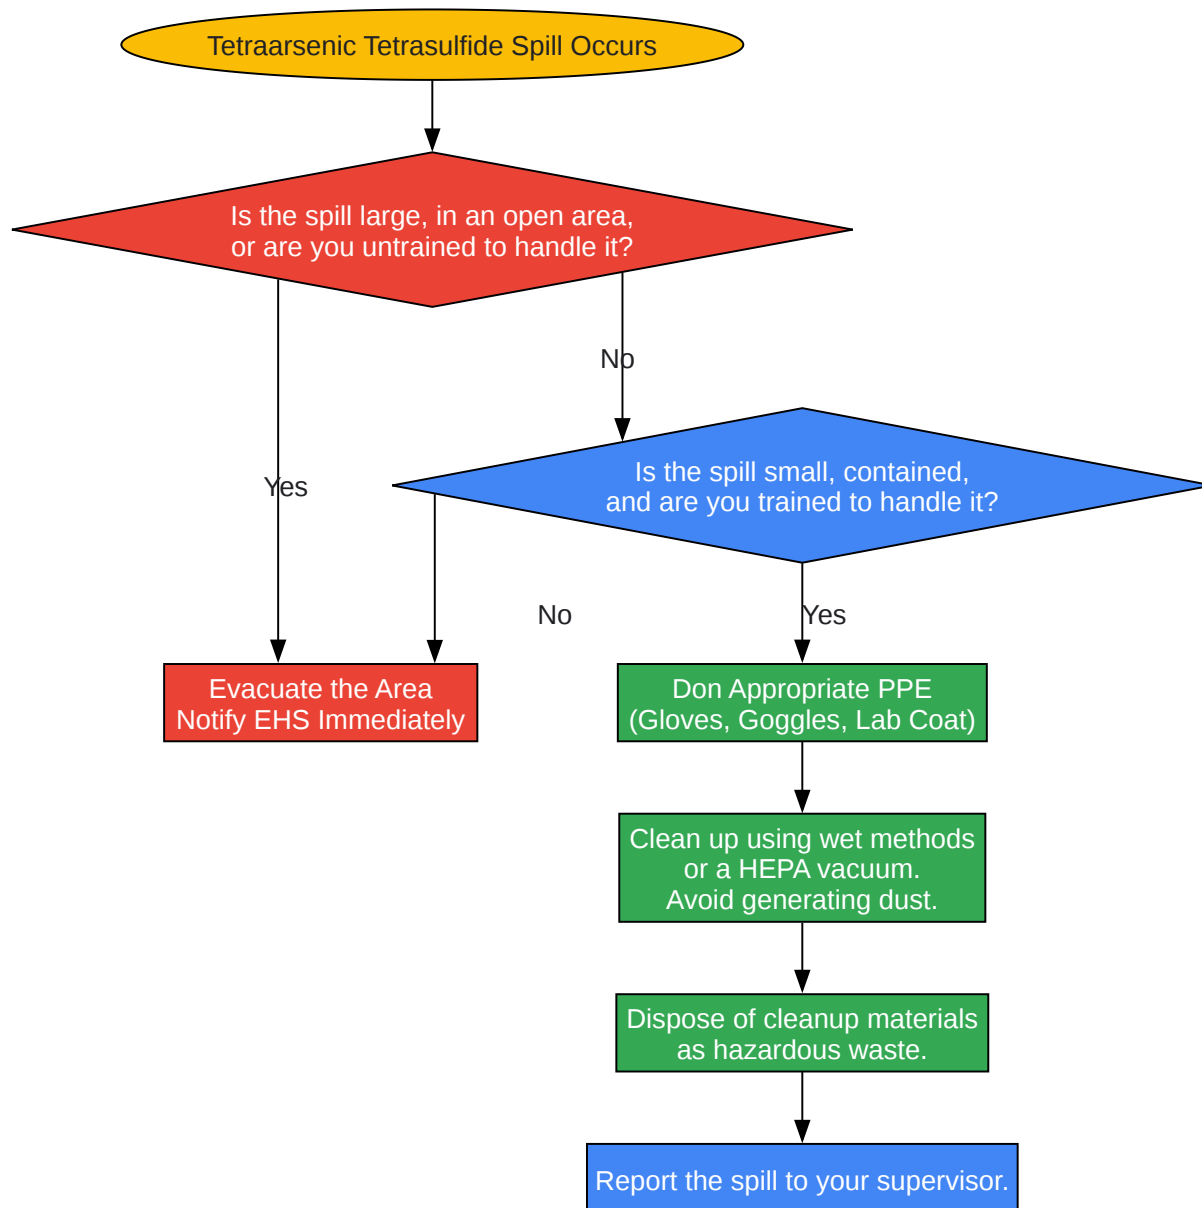 Tetraarsenic Tetrasulfide Spill Occurs
Is the spill large, in an open area,
or are you untrained to handle it?
No
Is the spill small, contained,
and are you trained to handle it?
Yes
No
Yes
Evacuate the Area
Notify EHS Immediately
Don Appropriate PPE
(Gloves, Goggles, Lab Coat)
Clean up using wet methods
or a HEPA vacuum.
Avoid generating dust.
Dispose of cleanup materials
as hazardous waste.
Report the spill to your supervisor.